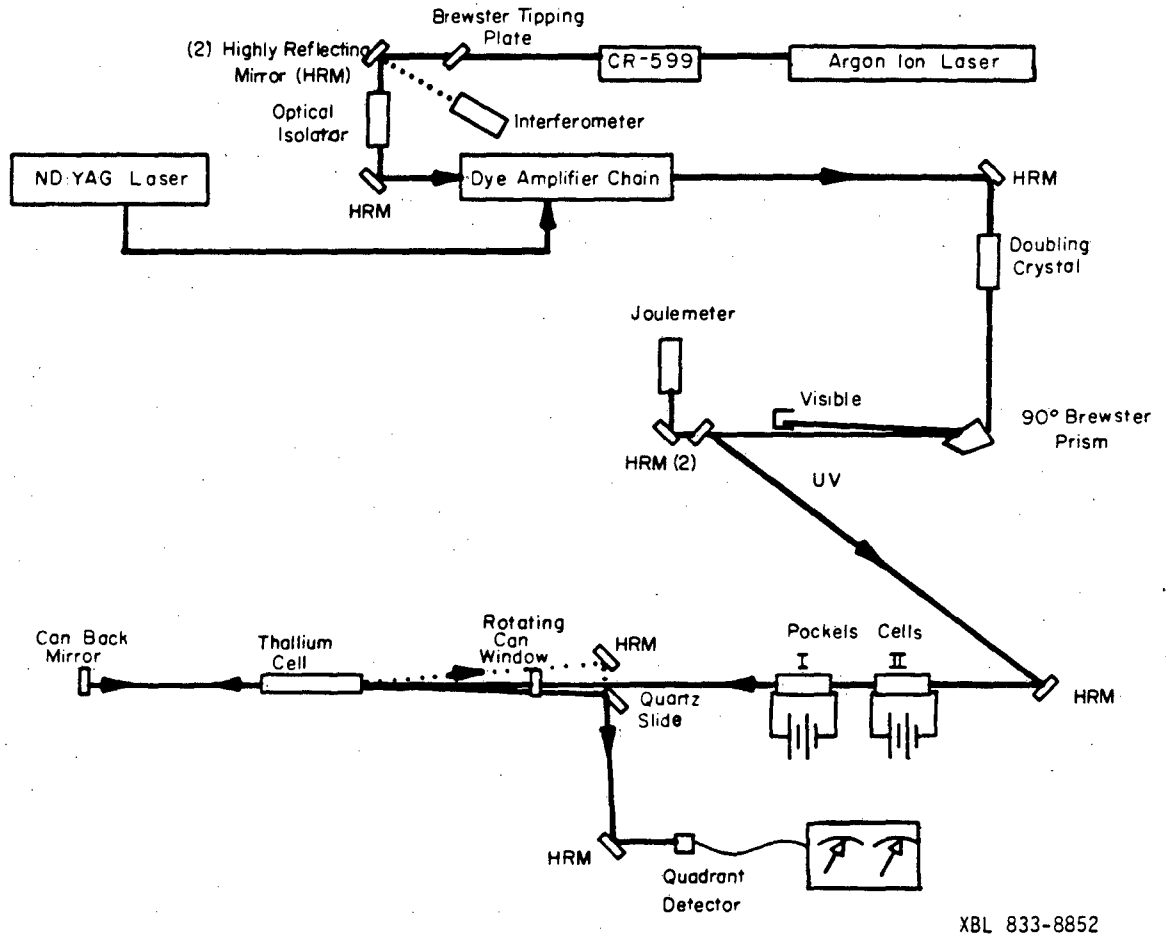 Brewster Tipping
Plate
(2) Highly Reflecting
Mirror (HRM)
CR-599
Argon Ion Laser
Optical
Isolator
Interferometer
ND:YAG Laser
Dye Amplifier Chain
HRM
HRM
Doubling
Crystal
Joulemeter
Visible
90° Brewster
Prism
HRM (2)
UV
Can Back
Mirror
Thallium
Cell
Rotating
Can
Window
HRM
Pockels Cells
I II
Quartz
Slide
HRM
HRM
Quadrant
Detector
XBL 833-8852